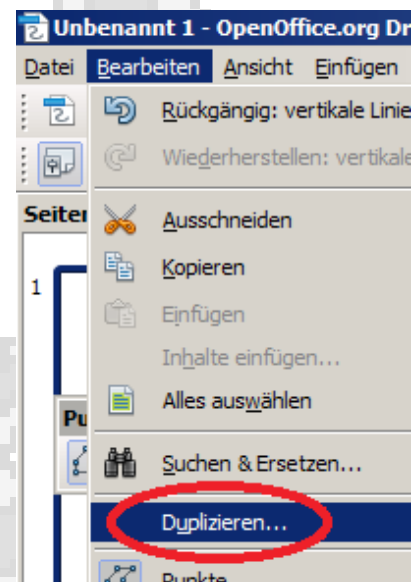 Unbenannt 1 - OpenOffice.org Dr
Datei Bearbeiten Ansicht Einfügen
Rückgängig: vertikale Linie
Wiederherstellen: vertikale
Seiten
Ausschneiden
Kopieren
1
Einfügen
Inhalte einfügen...
Alles auswählen
Pu
Suchen & Ersetzen...
Duplizieren...
Punkte